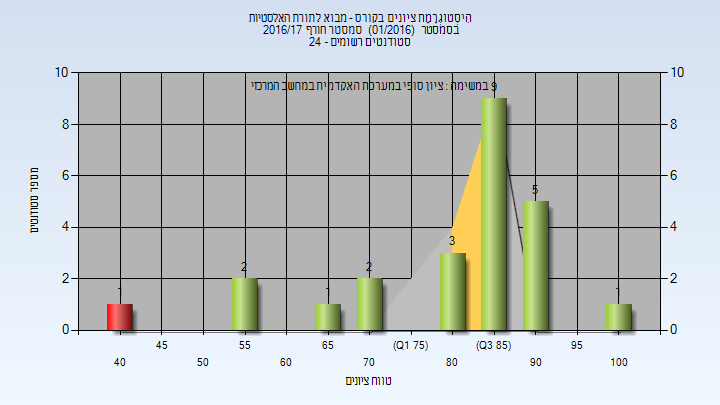 היסטוגרמת ציונים בקורס - מבוא לתורת האלסטיות
בסמסטר (01/2016) סמסטר חורף 2016/17
סטודנטים רשומים - 24
במשימה : ציון סופי במערכת האקדמית במחשב המרכזי
10 10
8 8
6 6
4 4
2 2
0 0
מספר סטודנטים
1 2 1 2 3 9 5 1
45 55 65 (Q1 75) (Q3 85) 95
40 50 60 70 80 90 100
טווח ציונים